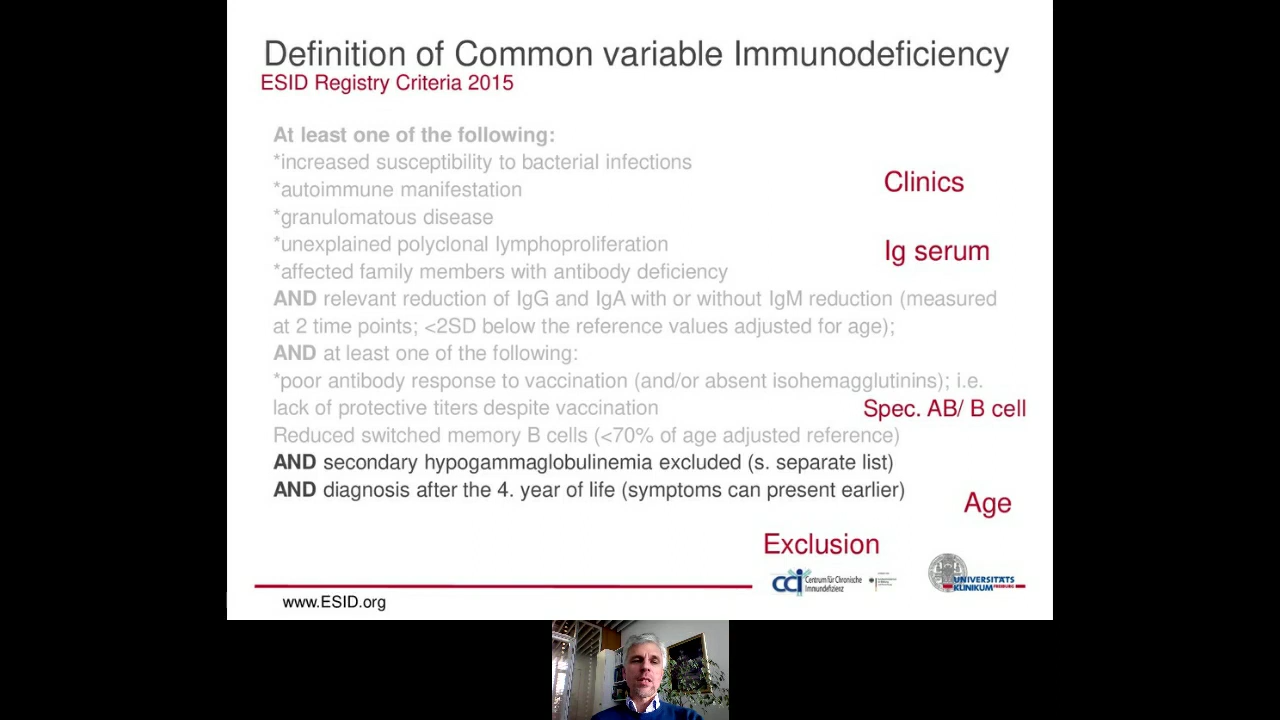 Definition of Common variable Immunodeficiency
ESID Registry Criteria 2015
At least one of the following:
*increased susceptibility to bacterial infections
*autoimmune manifestation
*granulomatous disease
*unexplained polyclonal lymphoproliferation
*affected family members with antibody deficiency
AND relevant reduction of IgG and IgA with or without IgM reduction (measured
at 2 time points; <2SD below the reference values adjusted for age);
AND at least one of the following:
*poor antibody response to vaccination (and/or absent isohemagglutinins); i.e.
lack of protective titers despite vaccination
Reduced switched memory B cells (<70% of age adjusted reference)
AND secondary hypogammaglobulinemia excluded (s. separate list)
AND diagnosis after the 4. year of life (symptoms can present earlier)
Clinics
Ig serum
Spec. AB/ B cell
Age
Exclusion
cci Centrum für Chronische
Immundefizienz
UNIVERSITÄTS
KLINIKUM FREIBURG
www.ESID.org